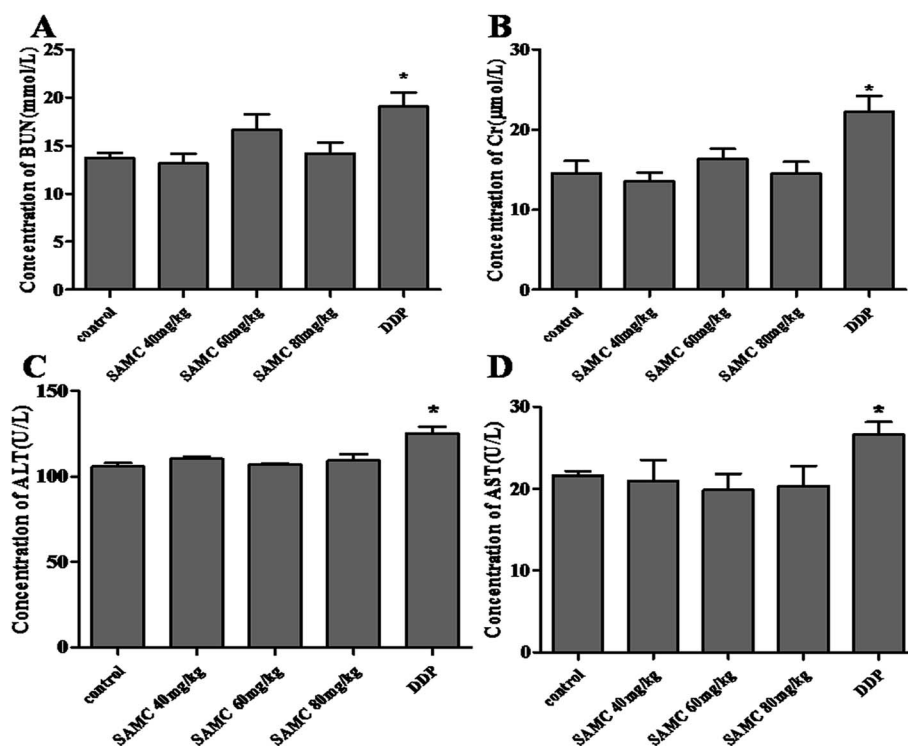 A
Concentration of BUN(mmol/L)
25
20
15
10
5
0
*
control
SAMC 40mg/kg
SAMC 60mg/kg
SAMC 80mg/kg
DDP
B
Concentration of Cr(μmol/L)
30
20
10
0
*
control
SAMC 40mg/kg
SAMC 60mg/kg
SAMC 80mg/kg
DDP
C
Concentration of ALT(U/L)
150
100
50
0
*
control
SAMC 40mg/kg
SAMC 60mg/kg
SAMC 80mg/kg
DDP
D
Concentration of AST(U/L)
30
20
10
0
*
control
SAMC 40mg/kg
SAMC 60mg/kg
SAMC 80mg/kg
DDP